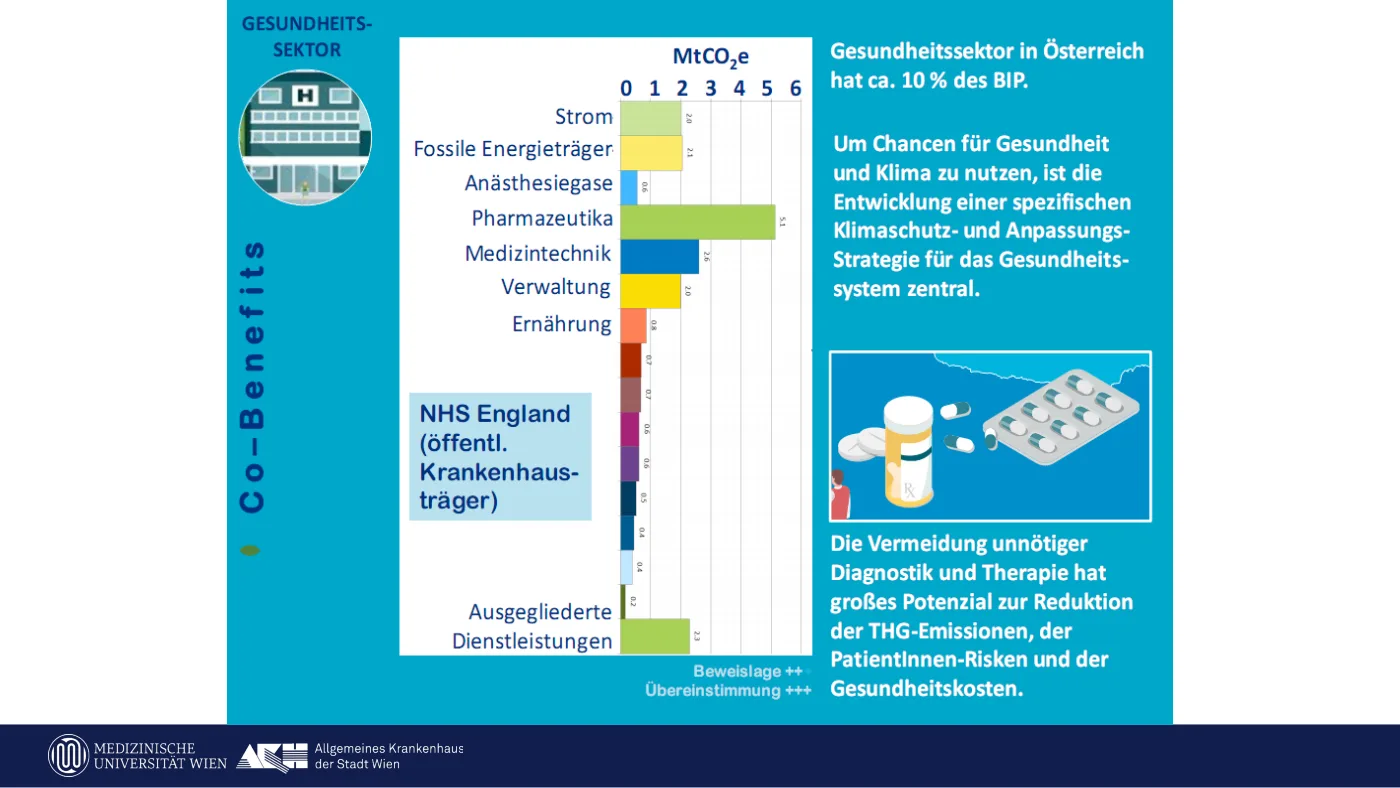 GESUNDHEITS-
SEKTOR
Co-Benefits
MtCO₂e
0 1 2 3 4 5 6
Strom 2.0
Fossile Energieträger 2.1
Anästhesiegase 0.6
Pharmazeutika 5.1
Medizintechnik 2.6
Verwaltung 2.0
Ernährung 0.8
0.7
0.7
0.6
0.6
0.5
0.4
0.4
0.2
NHS England
(öffentl.
Krankenhaus-
träger)
Ausgegliederte
Dienstleistungen 2.3
Beweislage ++
Übereinstimmung +++
Gesundheitssektor in Österreich
hat ca. 10 % des BIP.
Um Chancen für Gesundheit
und Klima zu nutzen, ist die
Entwicklung einer spezifischen
Klimaschutz- und Anpassungs-
Strategie für das Gesundheits-
system zentral.
H
RX
Die Vermeidung unnötiger
Diagnostik und Therapie hat
großes Potenzial zur Reduktion
der THG-Emissionen, der
PatientInnen-Risken und der
Gesundheitskosten.
MEDIZINISCHE
UNIVERSITÄT WIEN
AKH
Allgemeines Krankenhaus
der Stadt Wien